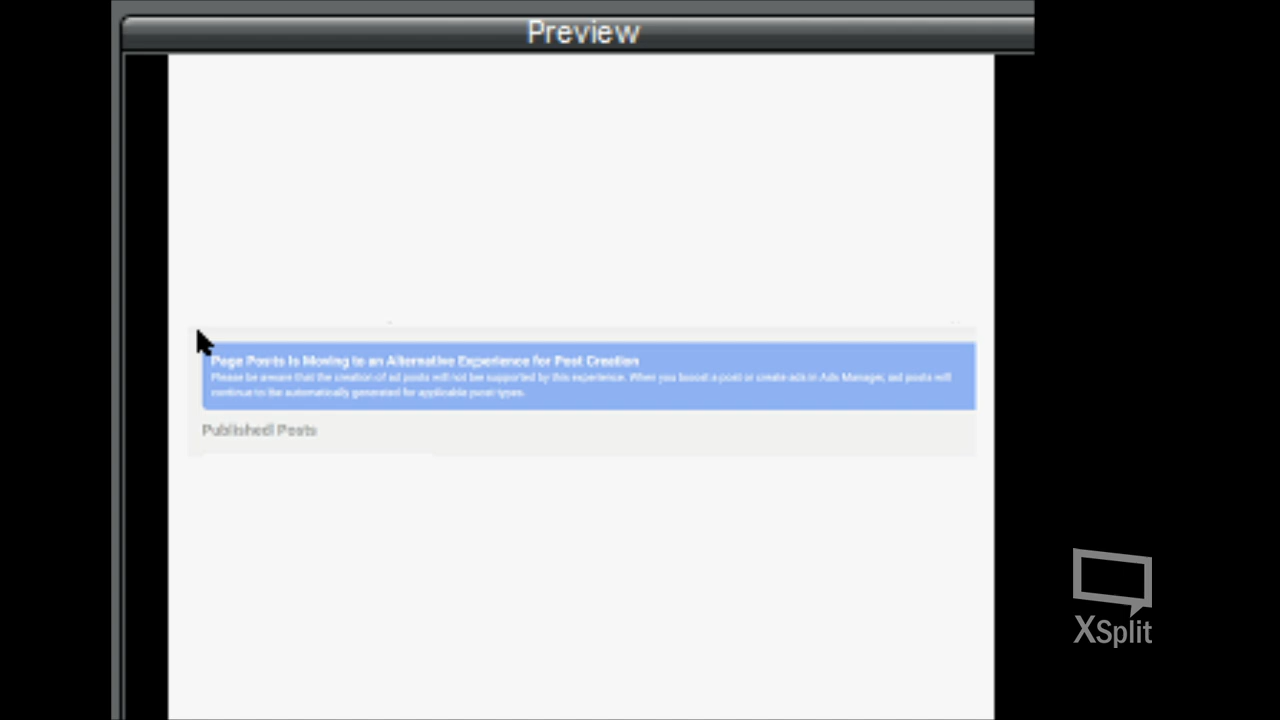 Preview
Page Posts Is Moving to an Alternative Experience for Post Creation
Please be aware that the creation of ad posts will not be supported by this experience. When you boost a post or create ads in Ads Manager, ad posts will
continue to be automatically generated for applicable post types.
Published Posts
XSplit